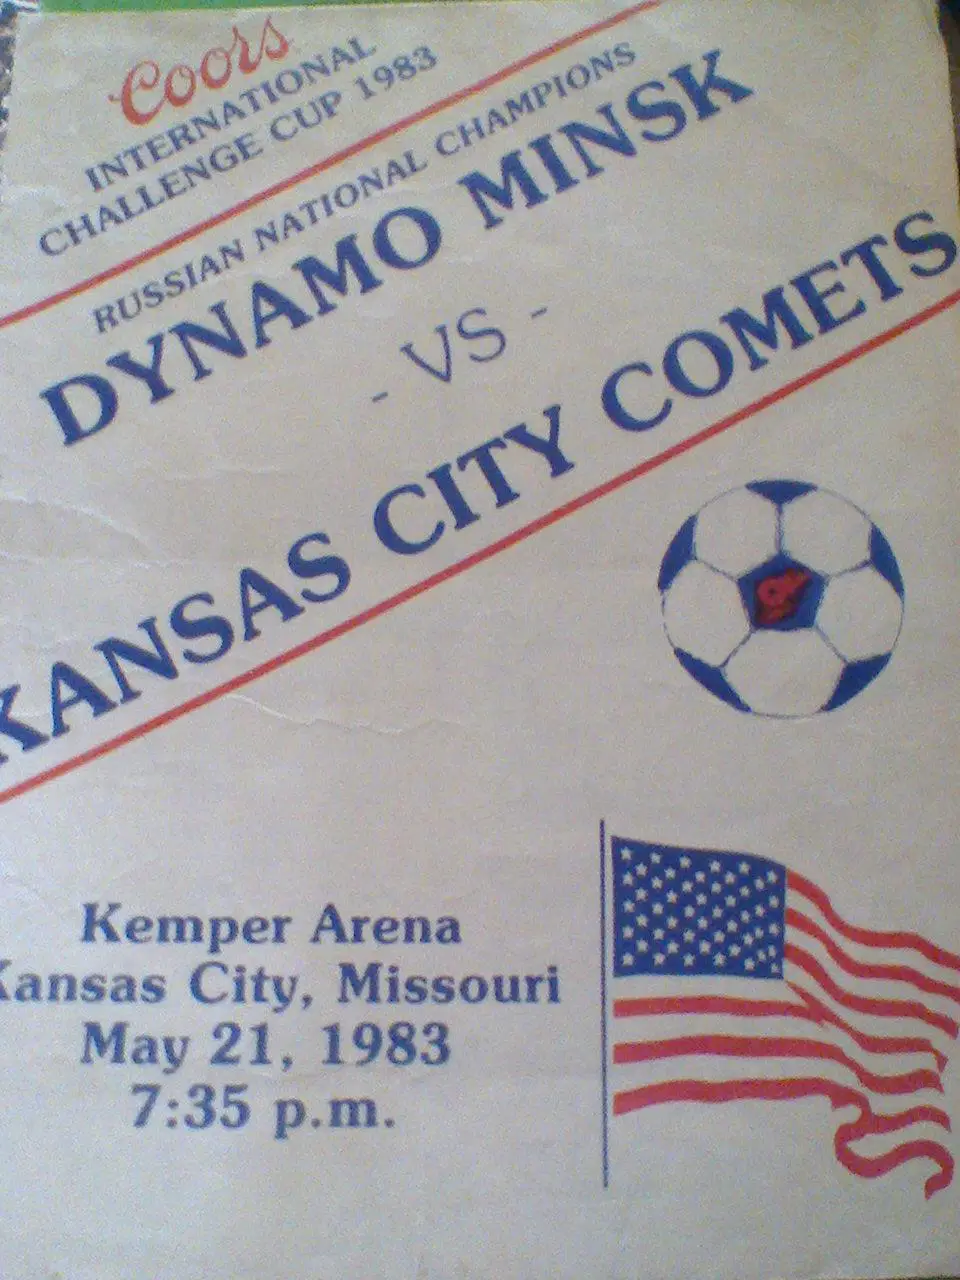 Coors
INTERNATIONAL
CHALLENGE CUP 1983
RUSSIAN NATIONAL CHAMPIONS
DYNAMO MINSK
- VS -
KANSAS CITY COMETS
Kemper Arena
Kansas City, Missouri
May 21, 1983
7:35 p.m.